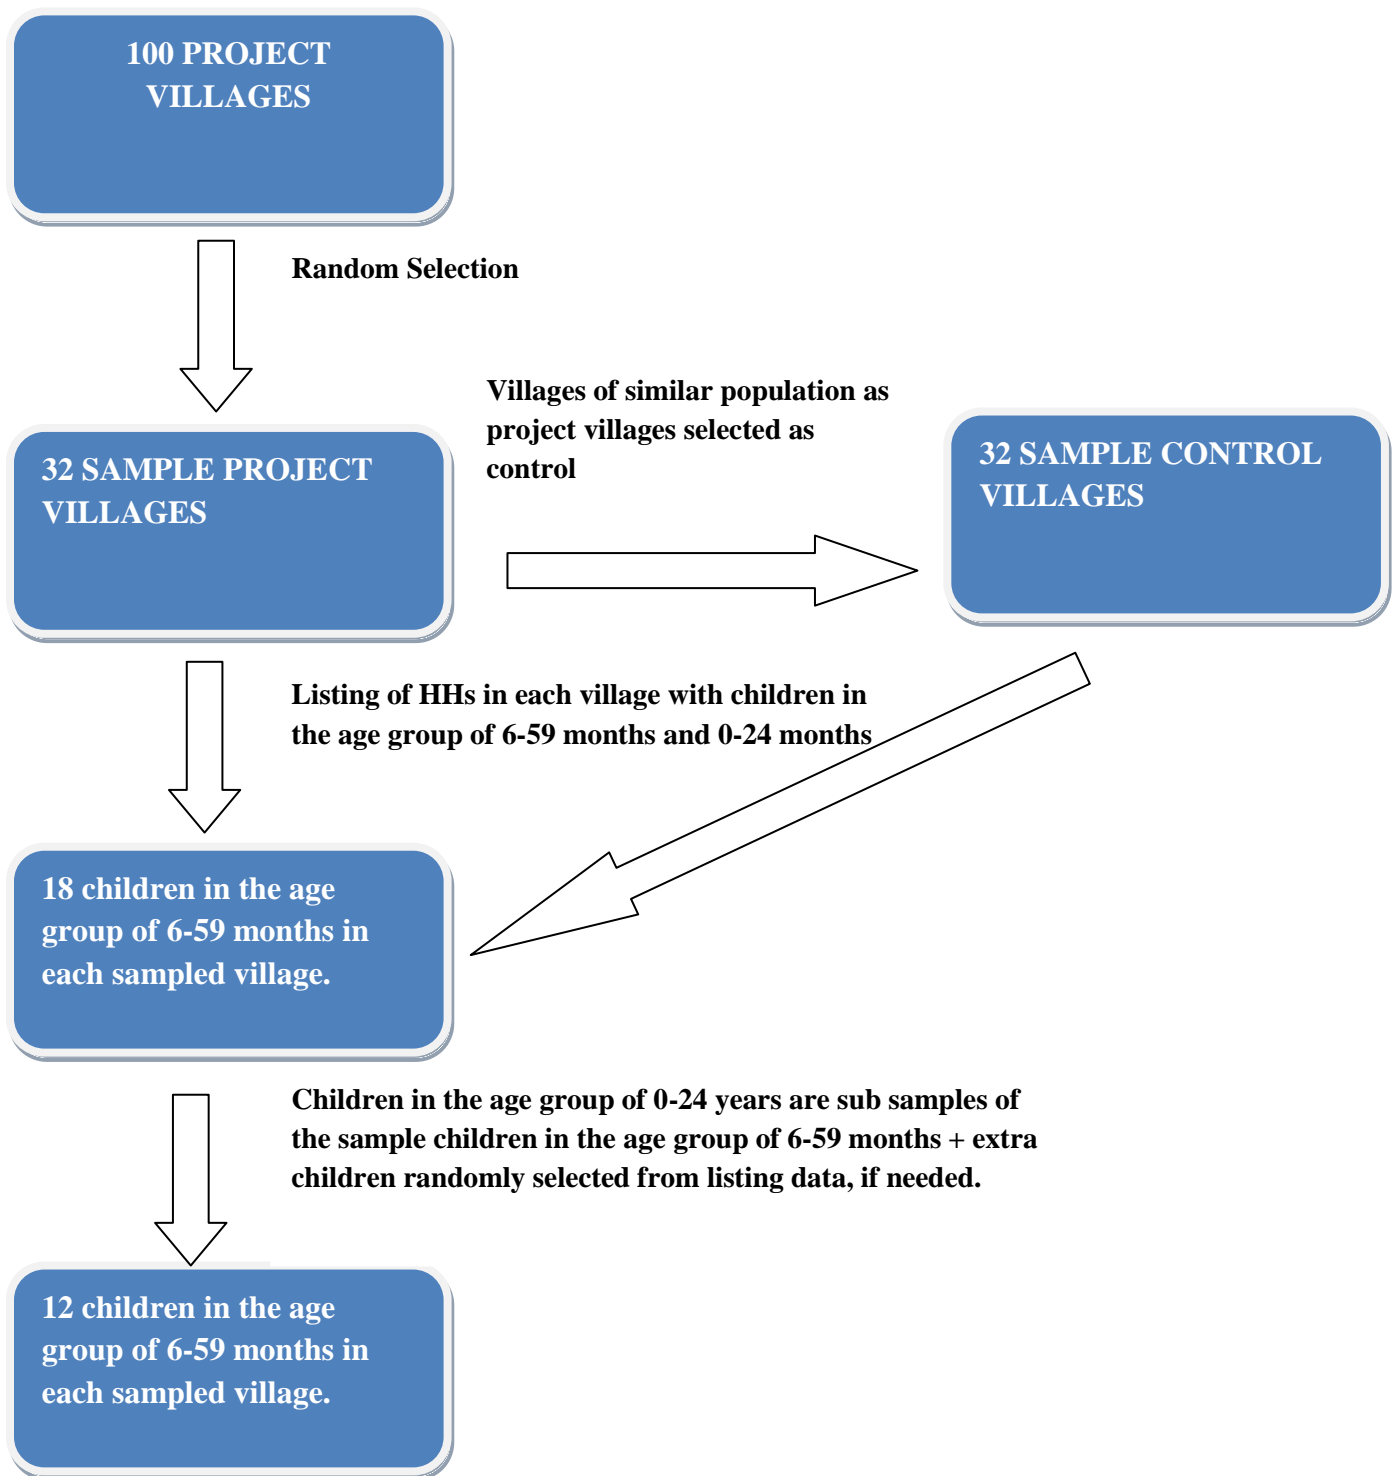 100 PROJECT
VILLAGES
Random Selection
Villages of similar population as
project villages selected as
control
32 SAMPLE PROJECT
VILLAGES
32 SAMPLE CONTROL
VILLAGES
Listing of HHs in each village with children in
the age group of 6-59 months and 0-24 months
18 children in the age
group of 6-59 months in
each sampled village.
Children in the age group of 0-24 years are sub samples of
the sample children in the age group of 6-59 months + extra
children randomly selected from listing data, if needed.
12 children in the age
group of 6-59 months in
each sampled village.